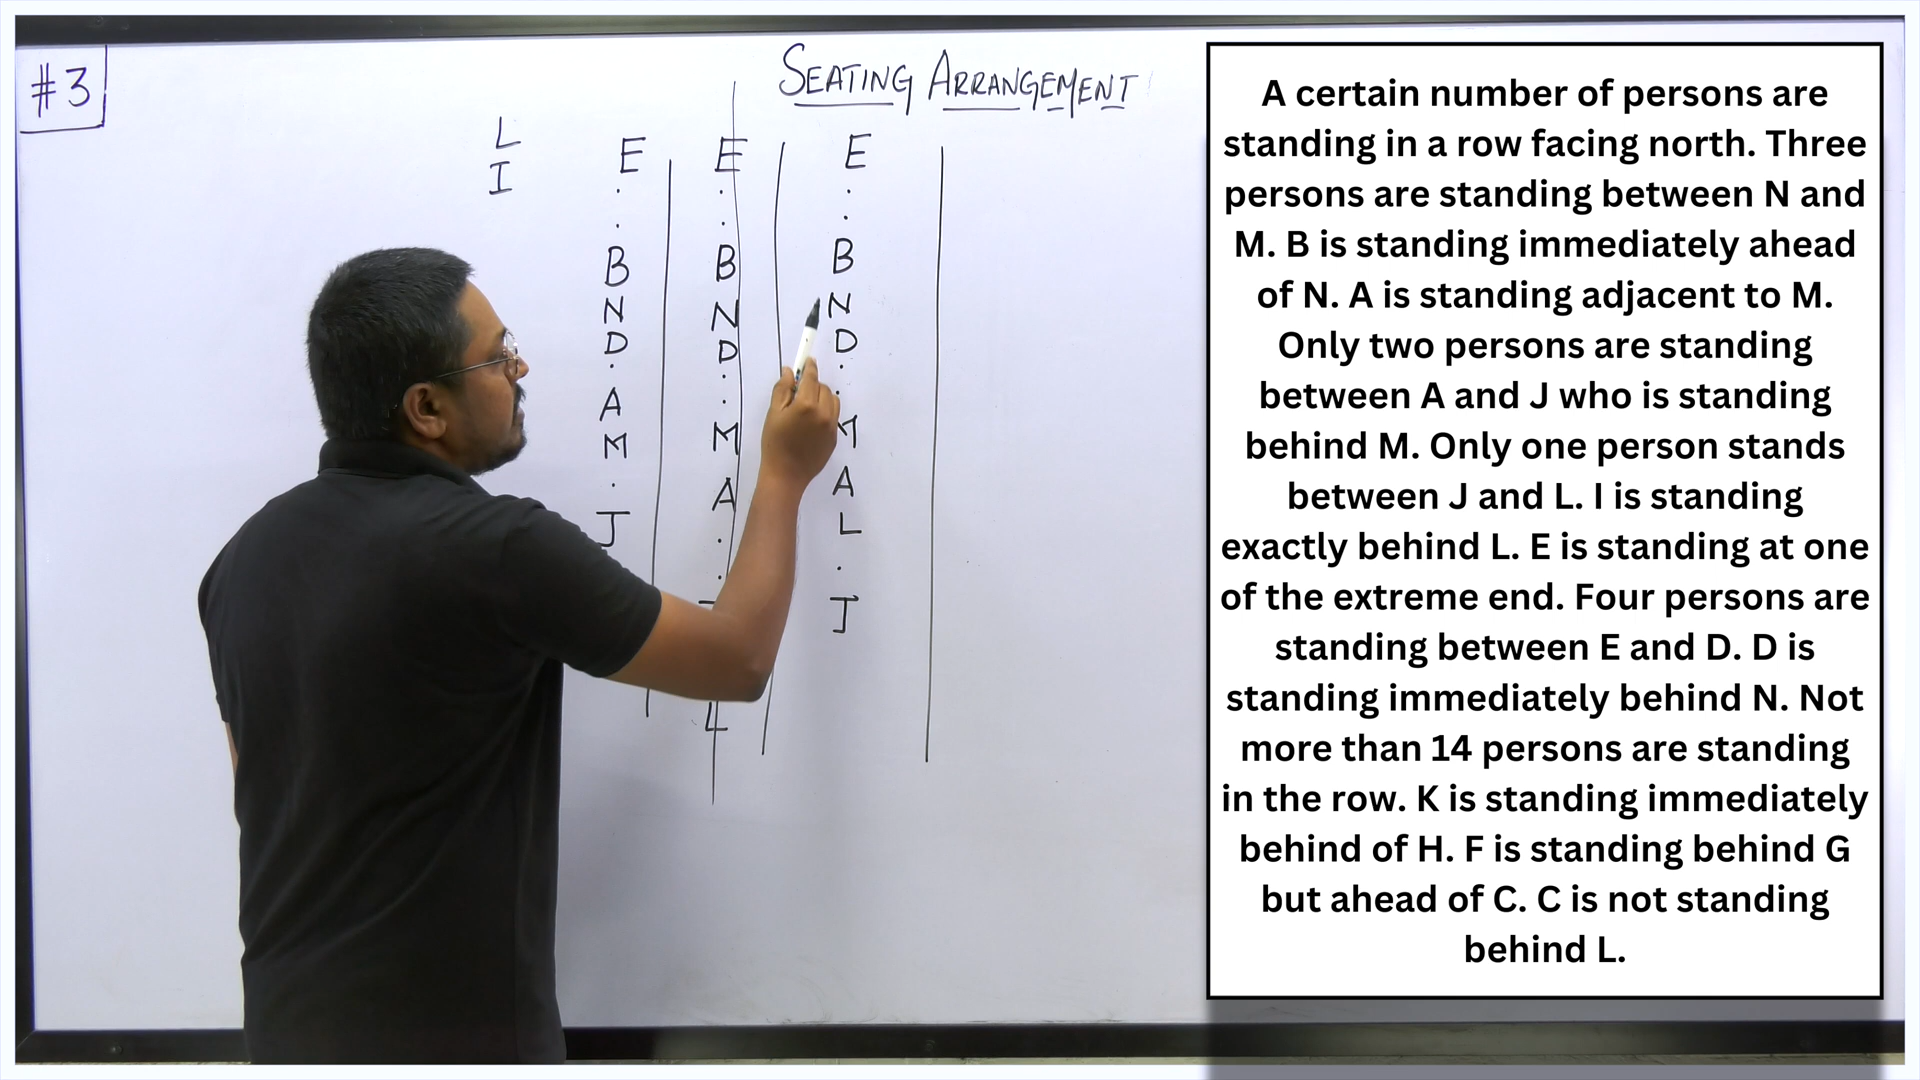 #3
SEATING ARRANGEMENT
L
I
E
.
.
B
N
D
.
A
M
.
J
E
.
.
B
N
D
.
.
M
A
.
.
L
E
.
.
B
N
D
.
.
M
A
L
.
J
A certain number of persons are
standing in a row facing north. Three
persons are standing between N and
M. B is standing immediately ahead
of N. A is standing adjacent to M.
Only two persons are standing
between A and J who is standing
behind M. Only one person stands
between J and L. I is standing
exactly behind L. E is standing at one
of the extreme end. Four persons are
standing between E and D. D is
standing immediately behind N. Not
more than 14 persons are standing
in the row. K is standing immediately
behind of H. F is standing behind G
but ahead of C. C is not standing
behind L.